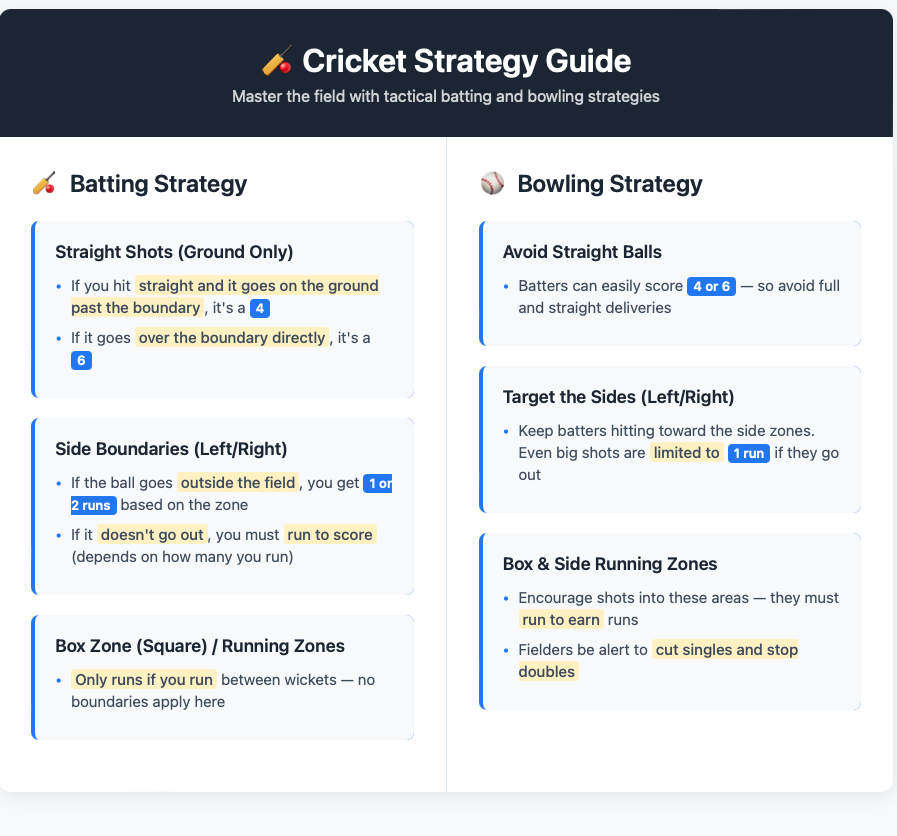 Cricket Strategy Guide
Master the field with tactical batting and bowling strategies
Batting Strategy
Straight Shots (Ground Only)
• If you hit straight and it goes on the ground
past the boundary, it's a 4
• If it goes over the boundary directly, it's a
6
Side Boundaries (Left/Right)
• If the ball goes outside the field, you get 1 or
2 runs based on the zone
• If it doesn't go out, you must run to score
(depends on how many you run)
Box Zone (Square) / Running Zones
• Only runs if you run between wickets — no
boundaries apply here
Bowling Strategy
Avoid Straight Balls
• Batters can easily score 4 or 6 — so avoid full
and straight deliveries
Target the Sides (Left/Right)
• Keep batters hitting toward the side zones.
Even big shots are limited to 1 run if they go
out
Box & Side Running Zones
• Encourage shots into these areas — they must
run to earn runs
• Fielders be alert to cut singles and stop
doubles